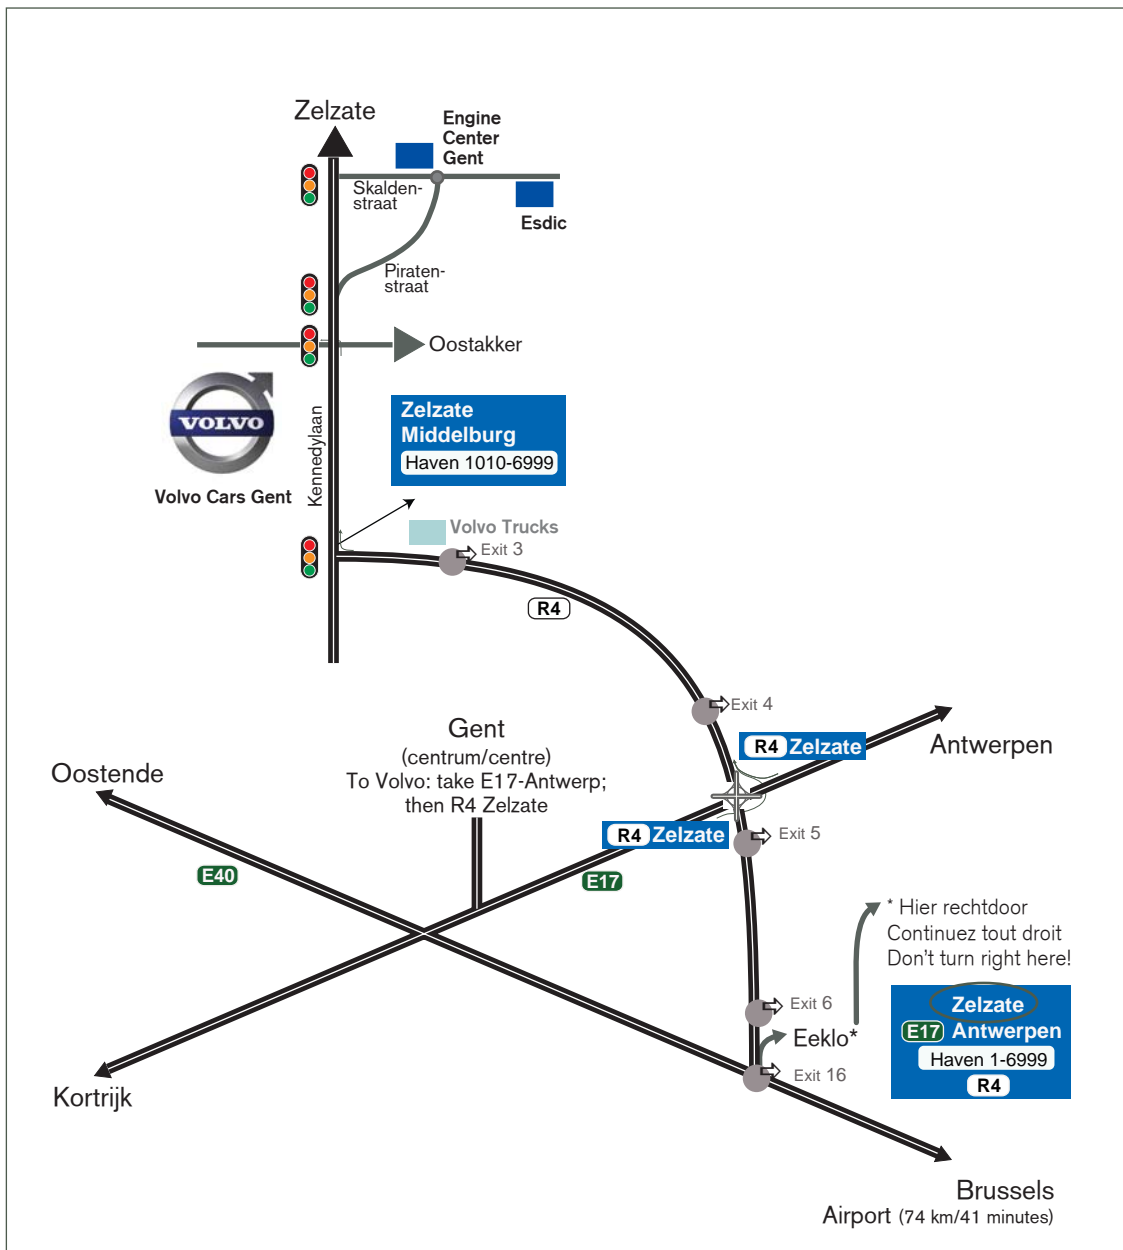 Zelzate
Engine
Center
Gent
Skalden-
straat
Esdic
Piraten-
straat
Oostakker
VOLVO
Volvo Cars Gent
Kennedylaan
Zelzate
Middelburg
Haven 1010-6999
Volvo Trucks
Exit 3
R4
Exit 4
Gent
(centrum/centre)
To Volvo: take E17-Antwerp;
then R4 Zelzate
R4 Zelzate
Antwerpen
Oostende
R4 Zelzate
Exit 5
E40
E17
* Hier rechtdoor
Continuez tout droit
Don't turn right here!
Exit 6
Eeklo*
Exit 16
Zelzate
E17 Antwerpen
Haven 1-6999
R4
Kortrijk
Brussels
Airport (74 km/41 minutes)